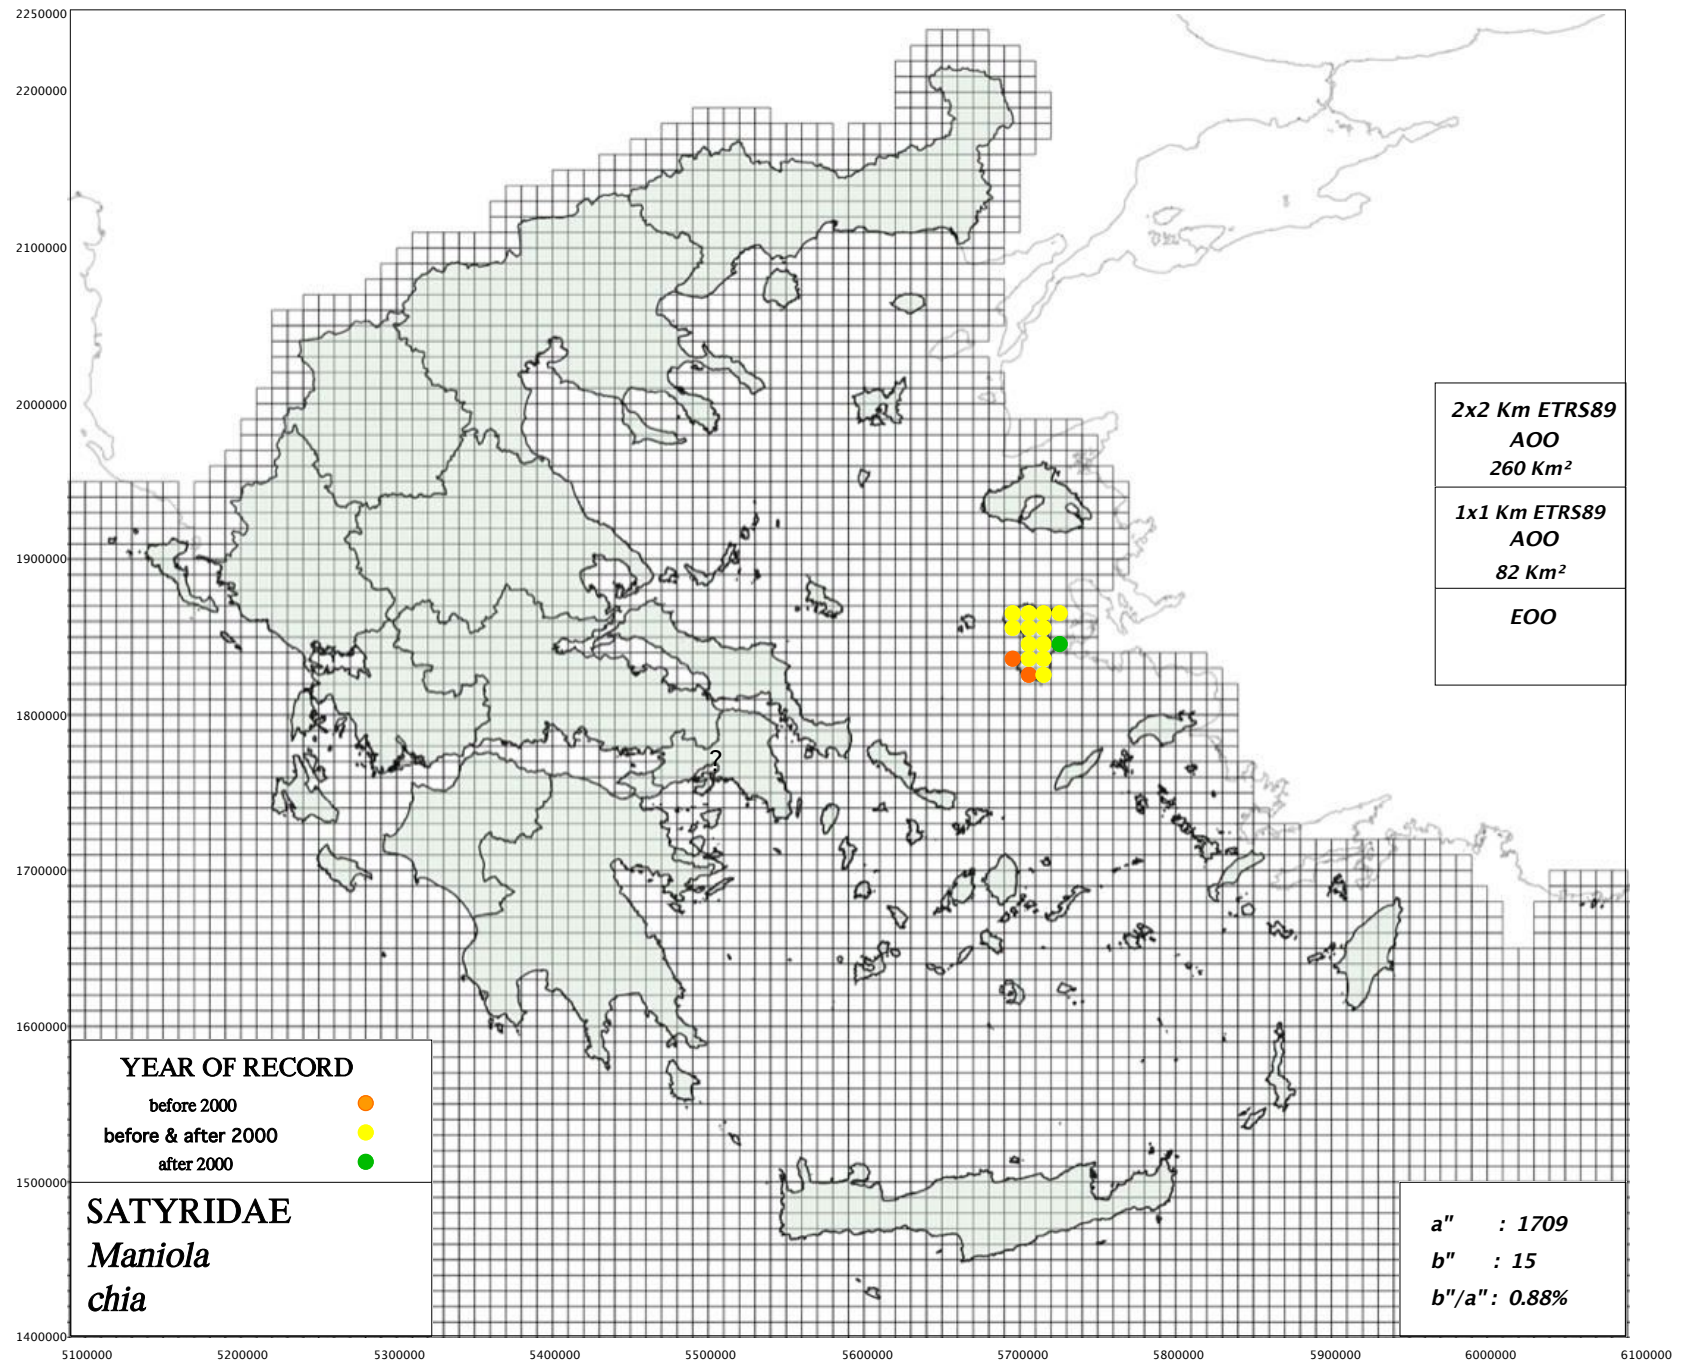 2250000
2200000
2100000
2000000
1900000
1800000
1700000
1600000
1500000
1400000
5100000 5200000 5300000 5400000 5500000 5600000 5700000 5800000 5900000 6000000 6100000
?
2x2 Km ETRS89
AOO
260 Km²
1x1 Km ETRS89
AOO
82 Km²
EOO
YEAR OF RECORD
before 2000
before & after 2000
after 2000
SATYRIDAE
Maniola
chia
a" : 1709
b" : 15
b"/a" : 0.88%